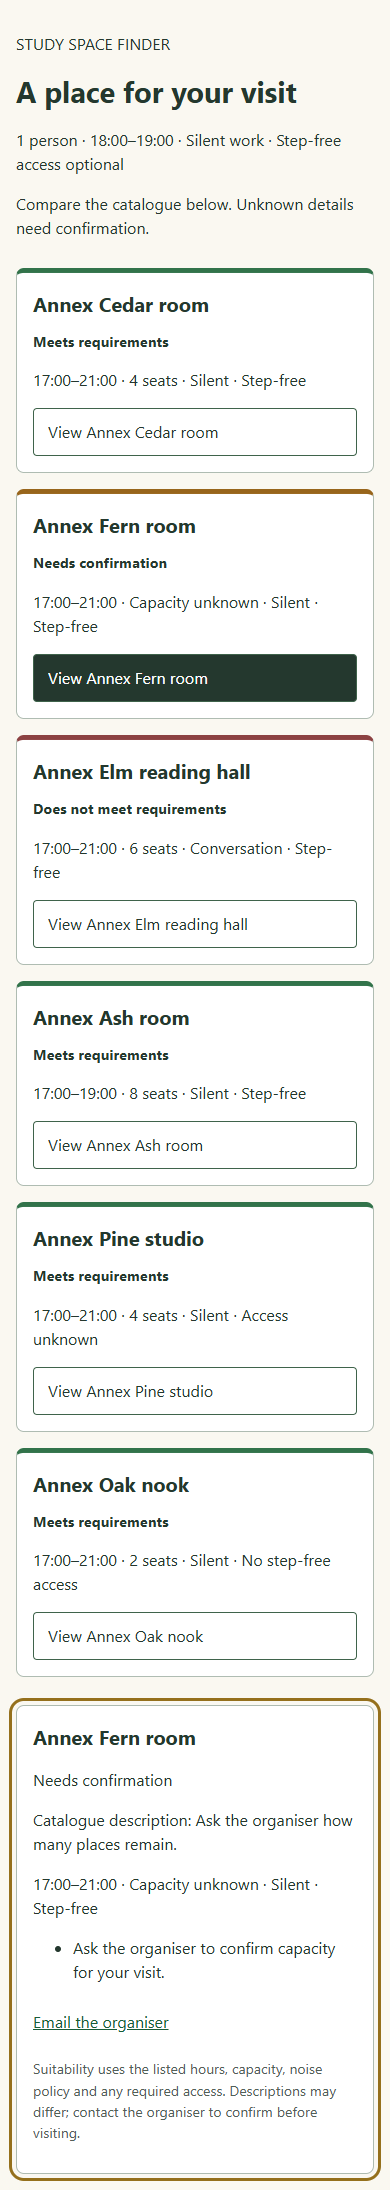 STUDY SPACE FINDER
A place for your visit
1 person · 18:00–19:00 · Silent work · Step-free
access optional
Compare the catalogue below. Unknown details
need confirmation.
Annex Cedar room
Meets requirements
17:00–21:00 · 4 seats · Silent · Step-free
View Annex Cedar room
Annex Fern room
Needs confirmation
17:00–21:00 · Capacity unknown · Silent ·
Step-free
View Annex Fern room
Annex Elm reading hall
Does not meet requirements
17:00–21:00 · 6 seats · Conversation · Step-
free
View Annex Elm reading hall
Annex Ash room
Meets requirements
17:00–19:00 · 8 seats · Silent · Step-free
View Annex Ash room
Annex Pine studio
Meets requirements
17:00–21:00 · 4 seats · Silent · Access
unknown
View Annex Pine studio
Annex Oak nook
Meets requirements
17:00–21:00 · 2 seats · Silent · No step-free
access
View Annex Oak nook
Annex Fern room
Needs confirmation
Catalogue description: Ask the organiser how
many places remain.
17:00–21:00 · Capacity unknown · Silent ·
Step-free
• Ask the organiser to confirm capacity
for your visit.
Email the organiser
Suitability uses the listed hours, capacity, noise
policy and any required access. Descriptions may
differ; contact the organiser to confirm before
visiting.